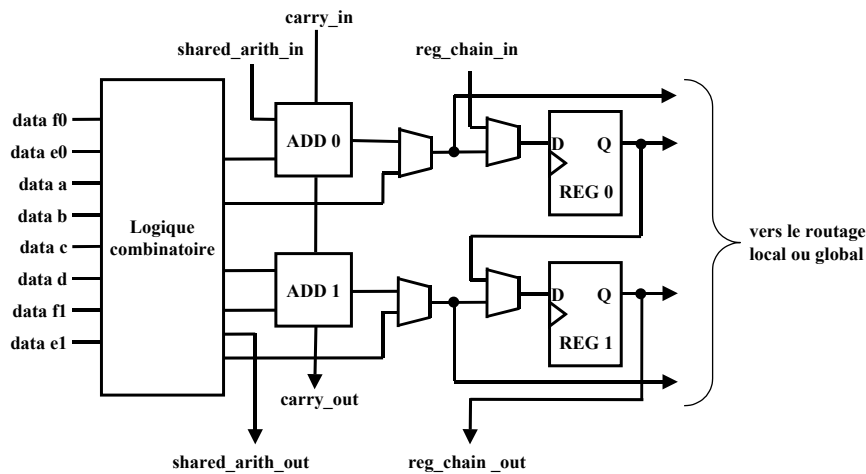 carry_in
shared_arith_in
reg_chain_in
data f0
data e0
data a
data b
data c
data d
data f1
data e1
Logique
combinatoire
ADD 0
ADD 1
D Q
REG 0
D Q
REG 1
vers le routage
local ou global
carry_out
shared_arith_out
reg_chain _out